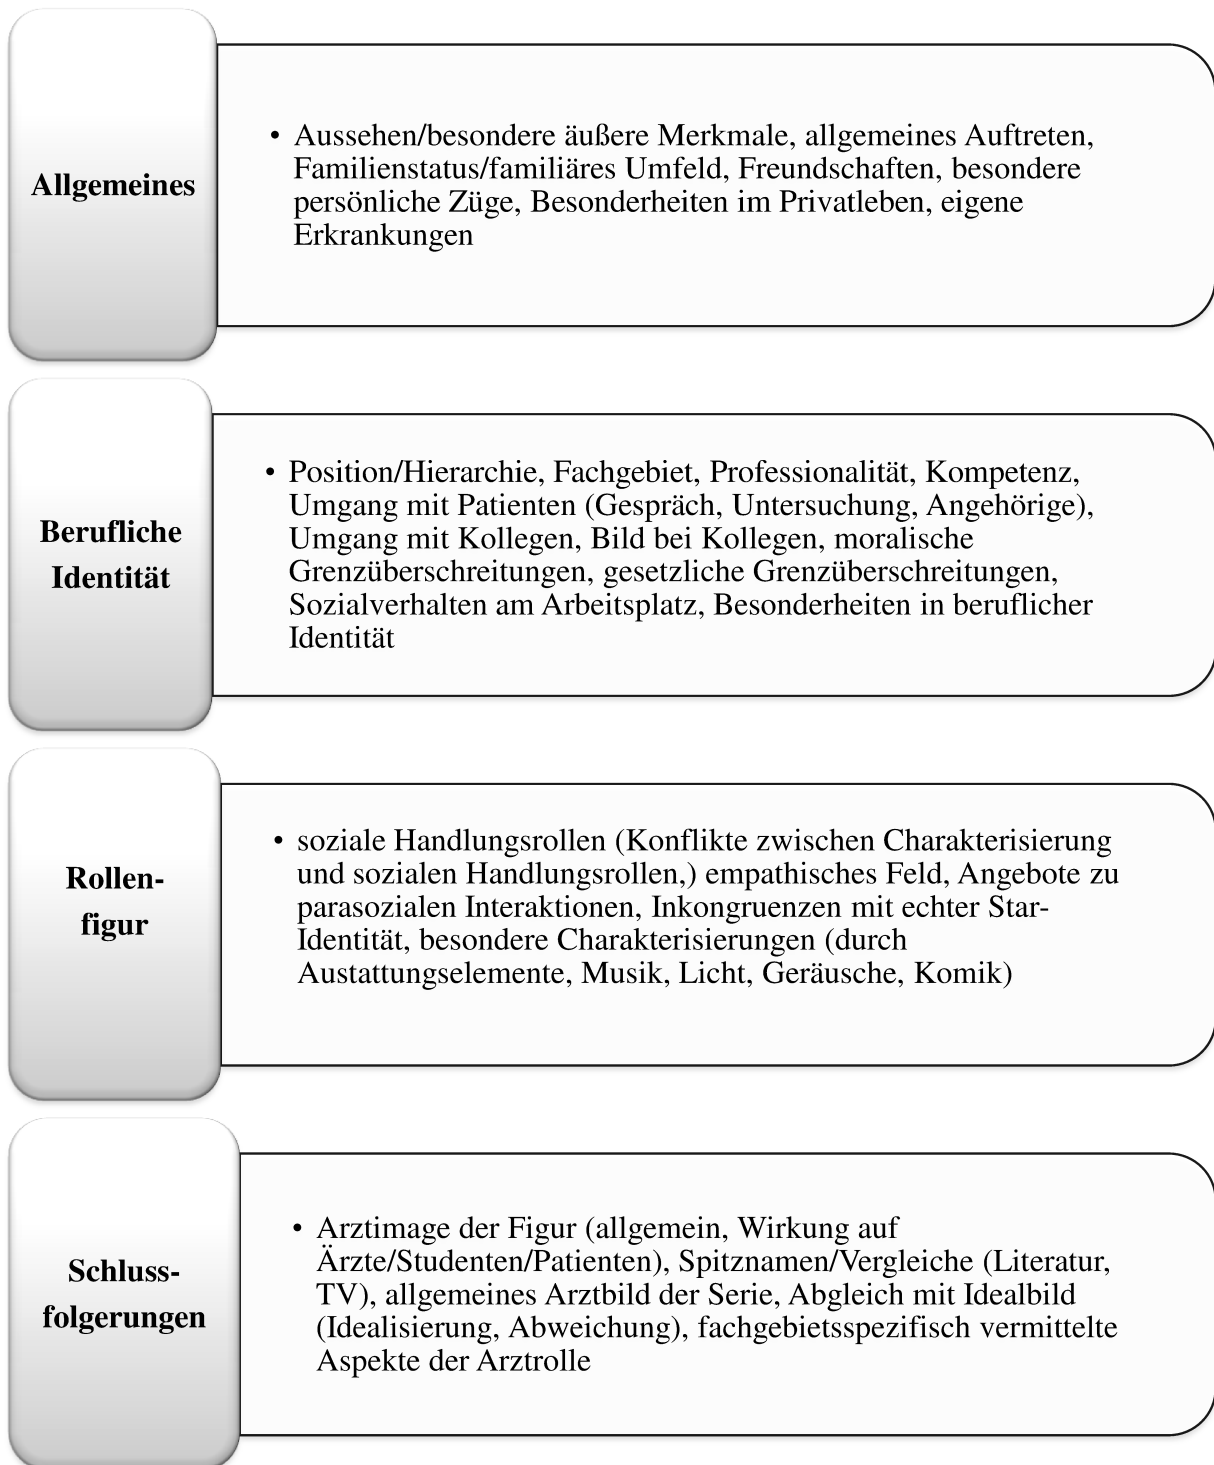 Allgemeines
• Aussehen/besondere äußere Merkmale, allgemeines Auftreten,
Familienstatus/familiäres Umfeld, Freundschaften, besondere
persönliche Züge, Besonderheiten im Privatleben, eigene
Erkrankungen
Berufliche
Identität
• Position/Hierarchie, Fachgebiet, Professionalität, Kompetenz,
Umgang mit Patienten (Gespräch, Untersuchung, Angehörige),
Umgang mit Kollegen, Bild bei Kollegen, moralische
Grenzüberschreitungen, gesetzliche Grenzüberschreitungen,
Sozialverhalten am Arbeitsplatz, Besonderheiten in beruflicher
Identität
Rollen-
figur
• soziale Handlungsrollen (Konflikte zwischen Charakterisierung
und sozialen Handlungsrollen,) empathisches Feld, Angebote zu
parasozialen Interaktionen, Inkongruenzen mit echter Star-
Identität, besondere Charakterisierungen (durch
Austattungselemente, Musik, Licht, Geräusche, Komik)
Schluss-
folgerungen
• Arztimage der Figur (allgemein, Wirkung auf
Ärzte/Studenten/Patienten), Spitznamen/Vergleiche (Literatur,
TV), allgemeines Arztbild der Serie, Abgleich mit Idealbild
(Idealisierung, Abweichung), fachgebietsspezifisch vermittelte
Aspekte der Arztrolle